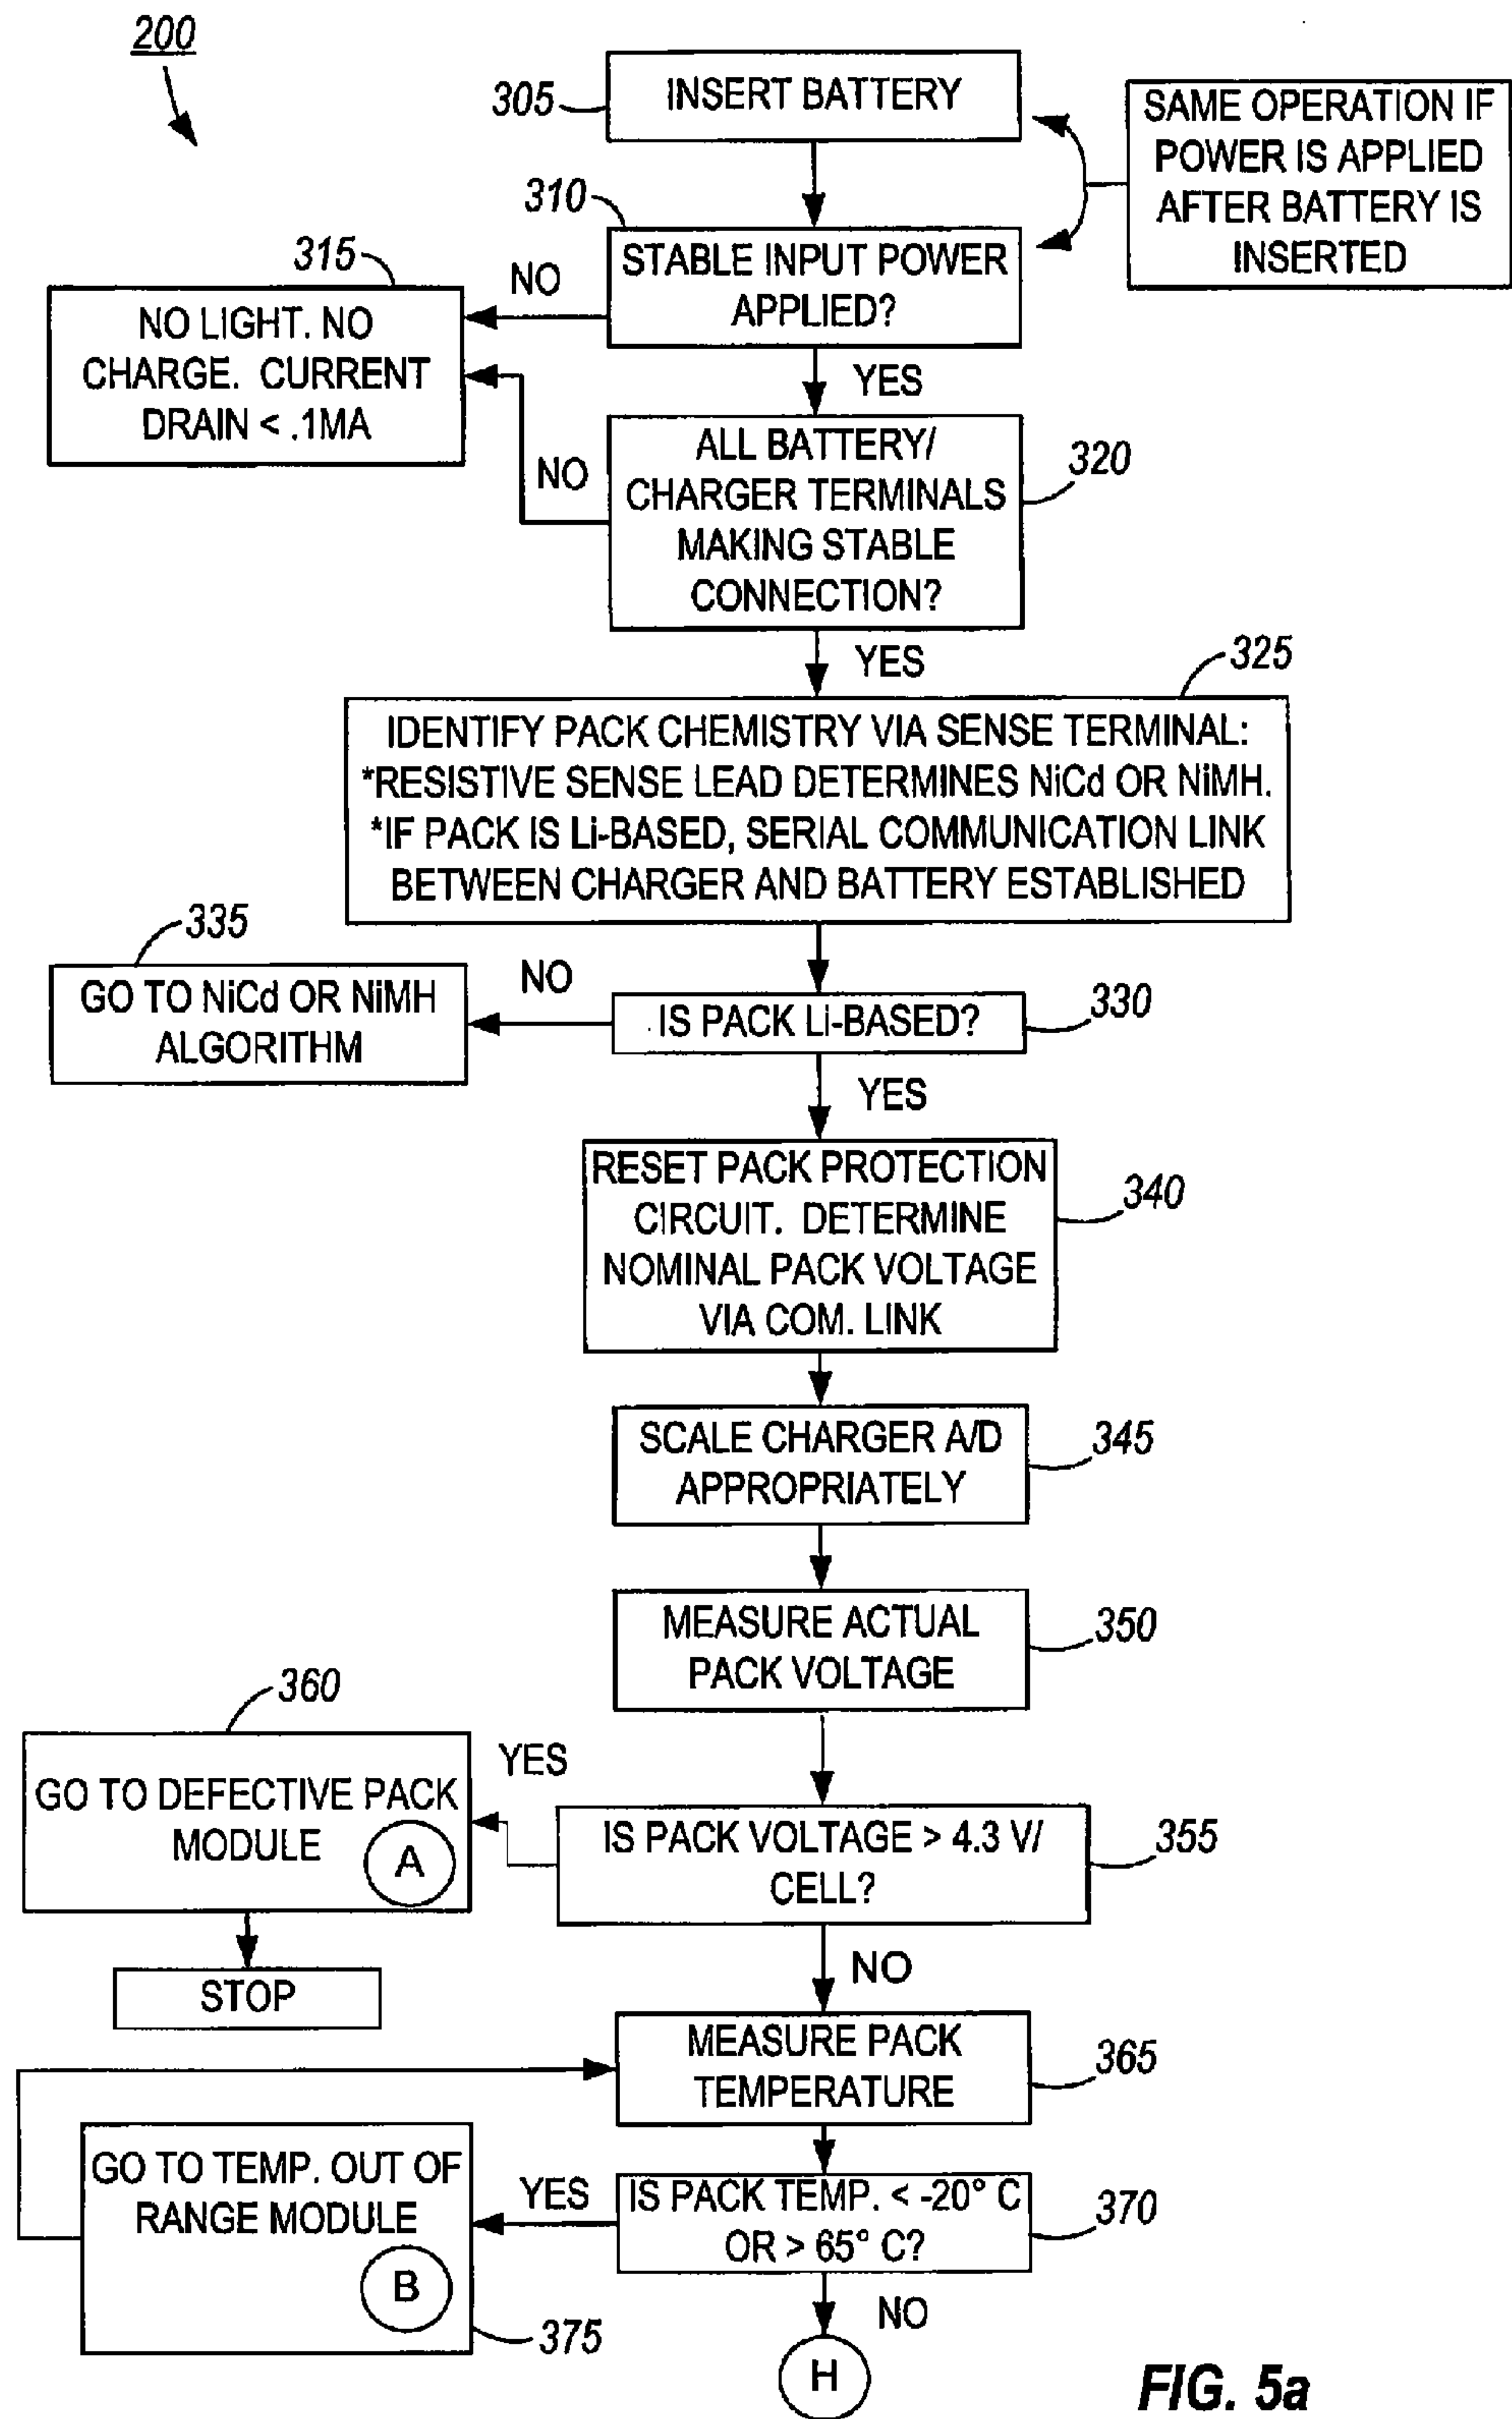 200
305
INSERT BATTERY
SAME OPERATION IF
POWER IS APPLIED
AFTER BATTERY IS
INSERTED
310
STABLE INPUT POWER
APPLIED?
NO
315
NO LIGHT. NO
CHARGE. CURRENT
DRAIN < .1MA
YES
ALL BATTERY/
CHARGER TERMINALS
MAKING STABLE
CONNECTION?
320
NO
YES
325
IDENTIFY PACK CHEMISTRY VIA SENSE TERMINAL:
*RESISTIVE SENSE LEAD DETERMINES NiCd OR NiMH.
*IF PACK IS Li-BASED, SERIAL COMMUNICATION LINK
BETWEEN CHARGER AND BATTERY ESTABLISHED
335
GO TO NiCd OR NiMH
ALGORITHM
NO
IS PACK Li-BASED?
330
YES
RESET PACK PROTECTION
CIRCUIT. DETERMINE
NOMINAL PACK VOLTAGE
VIA COM. LINK
340
SCALE CHARGER A/D
APPROPRIATELY
345
MEASURE ACTUAL
PACK VOLTAGE
350
360
GO TO DEFECTIVE PACK
MODULE
A
YES
IS PACK VOLTAGE > 4.3 V/
CELL?
355
STOP
NO
MEASURE PACK
TEMPERATURE
365
GO TO TEMP. OUT OF
RANGE MODULE
B
375
YES
IS PACK TEMP. < -20° C
OR > 65° C?
370
NO
H
FIG. 5a